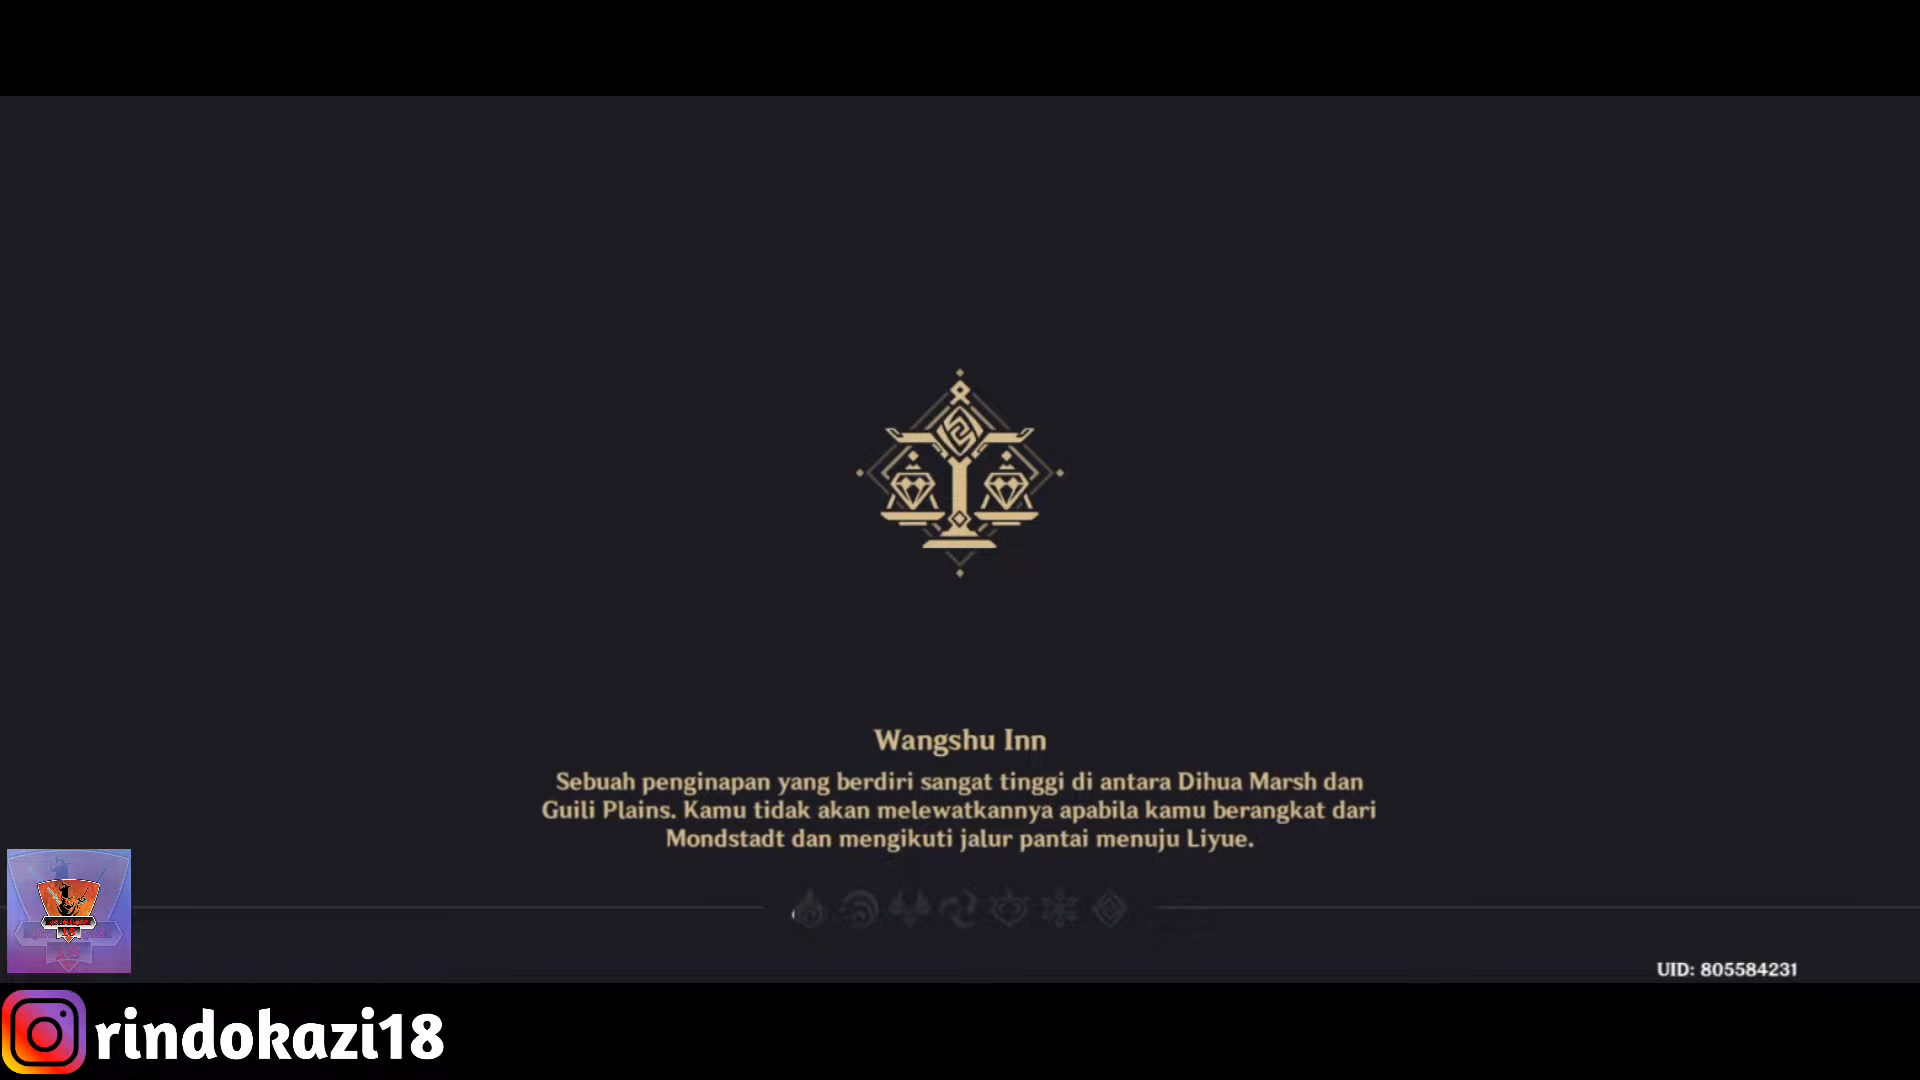 Wangshu Inn
Sebuah penginapan yang berdiri sangat tinggi di antara Dihua Marsh dan
Guili Plains. Kamu tidak akan melewatkannya apabila kamu berangkat dari
Mondstadt dan mengikuti jalur pantai menuju Liyue.
UID: 805584231
rindokazi18